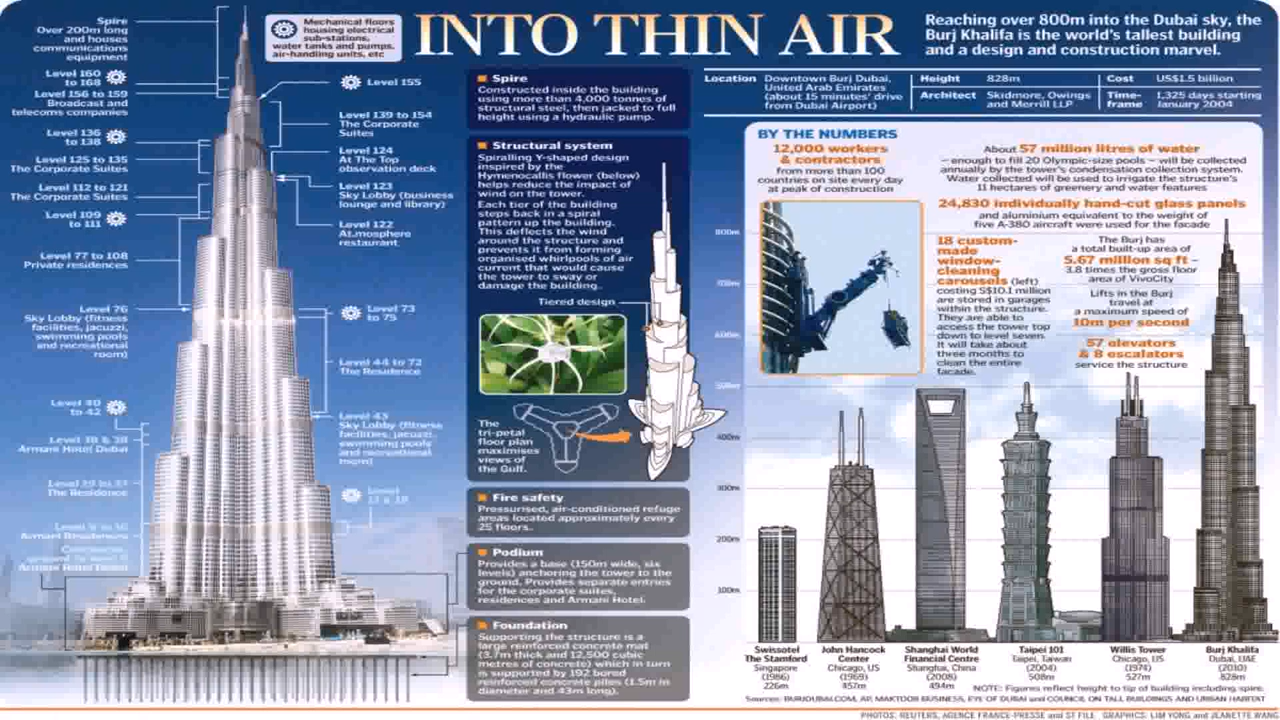 INTO THIN AIR
Reaching over 800m into the Dubai sky, the
Burj Khalifa is the world's tallest building
and a design and construction marvel.
Mechanical floors
housing electrical
sub-stations,
water tanks and pumps,
air-handling units, etc
Spire
Over 200m long
and houses
communications
equipment
Level 160
to 168
Level 156 to 159
Broadcast and
telecoms companies
Level 136
to 138
Level 125 to 135
The Corporate Suites
Level 112 to 121
The Corporate Suites
Level 109
to 111
Level 77 to 108
Private residences
Level 76
Sky Lobby (fitness
facilities, jacuzzi,
swimming pools
and recreational
room)
Level 40
to 42
Level 38 & 39
Armani Hotel Dubai
The Residence
Level 155
Level 139 to 154
The Corporate
Suites
Level 124
At The Top
observation deck
Level 123
Sky Lobby (business
lounge and library)
Level 122
At.mosphere
restaurant
Level 73
to 75
Level 44 to 72
The Residence
Level 43
Sky Lobby (fitness
facilities, jacuzzi,
swimming pools
and recreational
room)
Level
Spire
Constructed inside the building
using more than 4,000 tonnes of
structural steel, then jacked to full
height using a hydraulic pump.
Structural system
Spiralling Y-shaped design
inspired by the
Hymenocallis flower (below)
helps reduce the impact of
wind on the tower.
Each tier of the building
steps back in a spiral
pattern up the building.
This deflects the wind
around the structure and
prevents it from forming
organised whirlpools of air
current that would cause
the tower to sway or
damage the building.
Tiered design
The
tri-petal
floor plan
maximises
views of
the Gulf.
Fire safety
Pressurised, air-conditioned refuge
areas located approximately every
25 floors.
Podium
Provides a base (150m wide, six
levels) anchoring the tower to the
ground. Provides separate entries
for the corporate suites,
residences and Armani Hotel.
Foundation
Supporting the structure is a
large reinforced concrete mat
(3.7m thick and 12,500 cubic
metres of concrete) which in turn
is supported by 192 bored
reinforced concrete piles (1.5m in
diameter and 43m long).
Location Downtown Burj Dubai,
United Arab Emirates
(about 15 minutes' drive
from Dubai Airport)
Height 828m
Architect Skidmore, Owings
and Merrill LLP
Cost US$1.5 billion
Time-
frame 1,325 days starting
January 2004
BY THE NUMBERS
12,000 workers
& contractors
from more than 100
countries on site every day
at peak of construction
About 57 million litres of water
– enough to fill 20 Olympic-size pools – will be collected
annually by the tower's condensation collection system.
Water collected will be used to irrigate the structure's
11 hectares of greenery and water features
24,830 individually hand-cut glass panels
and aluminium equivalent to the weight of
five A-380 aircraft were used for the facade
18 custom-
made
window-
cleaning
carousels (left)
costing S$10.1 million
are stored in garages
within the structure.
They are able to
access the tower top
down to level seven.
It will take about
three months to
clean the entire
facade.
The Burj has
a total built-up area of
5.67 million sq ft –
3.8 times the gross floor
area of VivoCity
Lifts in the Burj
travel at
a maximum speed of
10m per second
57 elevators
& 8 escalators
service the structure
800m
700m
600m
500m
400m
300m
200m
100m
Swissotel
The Stamford
Singapore
(1986)
226m
John Hancock
Center
Chicago, US
(1969)
457m
Shanghai World
Financial Centre
Shanghai, China
(2008)
494m
Taipei 101
Taipei, Taiwan
(2004)
508m
Willis Tower
Chicago, US
(1974)
527m
Burj Khalifa
Dubai, UAE
(2010)
828m
NOTE: Figures reflect height to tip of building including spire.
Sources: BURJDUBAI.COM, AP, MAKTOOB BUSINESS, EYE OF DUBAI and COUNCIL ON TALL BUILDINGS AND URBAN HABITAT
PHOTOS: REUTERS, AGENCE FRANCE-PRESSE and ST FILE GRAPHICS: LIM YONG and JEANETTE WANG